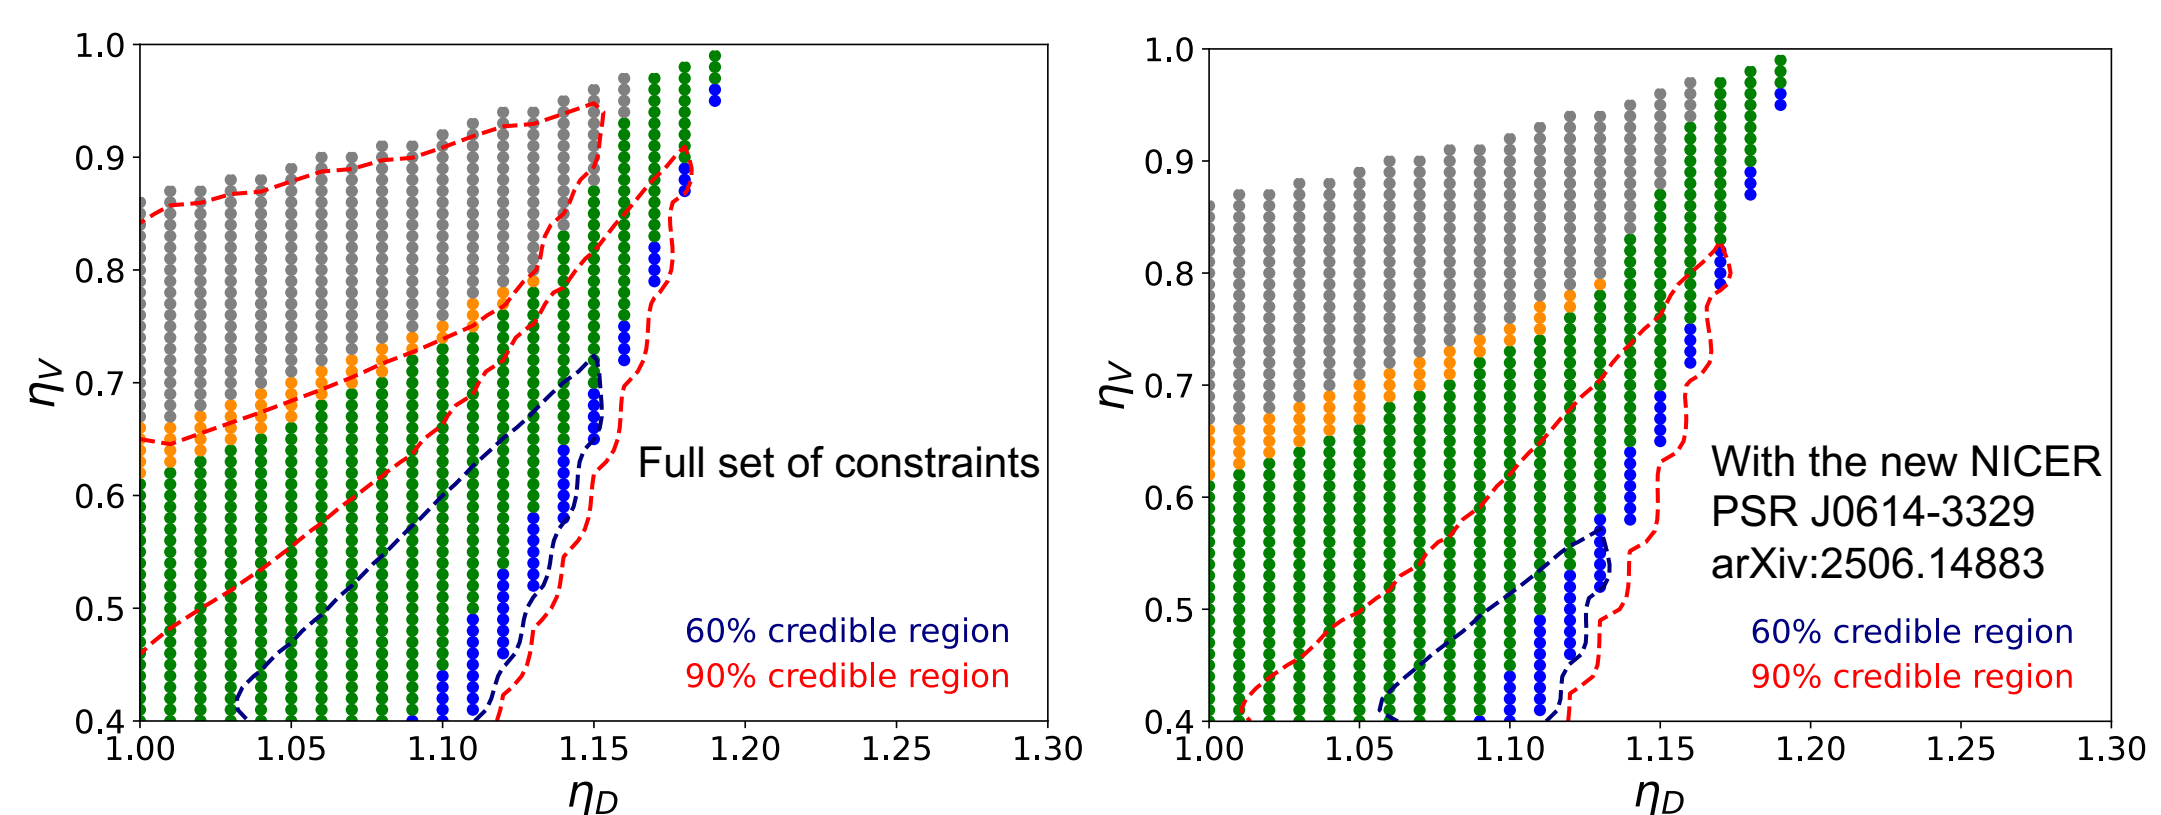 1.0
0.9
0.8
0.7
0.6
0.5
0.4
η_V
1.00 1.05 1.10 1.15 1.20 1.25 1.30
η_D
Full set of constraints
60% credible region
90% credible region
1.0
0.9
0.8
0.7
0.6
0.5
0.4
η_V
1.00 1.05 1.10 1.15 1.20 1.25 1.30
η_D
With the new NICER
PSR J0614-3329
arXiv:2506.14883
60% credible region
90% credible region